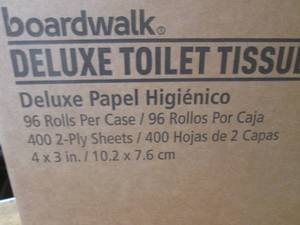 boardwalk®
DELUXE TOILET TISSUE
Deluxe Papel Higiénico
96 Rolls Per Case / 96 Rollos Por Caja
400 2-Ply Sheets / 400 Hojas de 2 Capas
4 x 3 in. / 10.2 x 7.6 cm